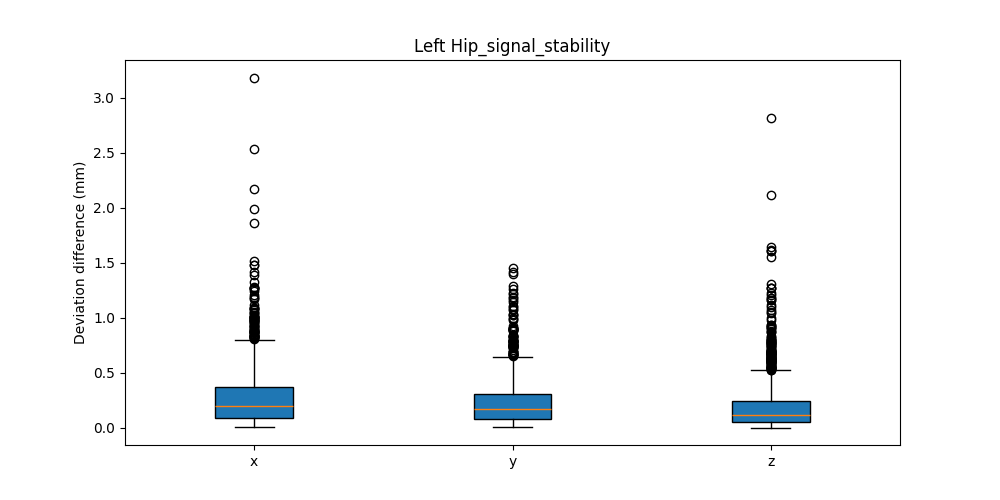 Left Hip_signal_stability
Deviation difference (mm)
3.0
2.5
2.0
1.5
1.0
0.5
0.0
x
y
z